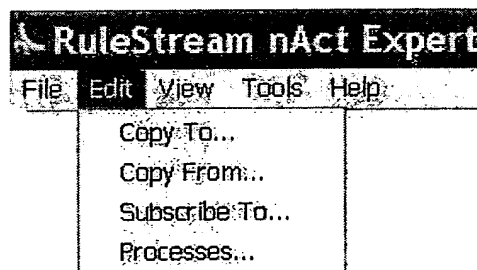 RuleStream nAct Expert
File Edit View Tools Help
Copy To...
Copy From...
Subscribe To...
Processes...